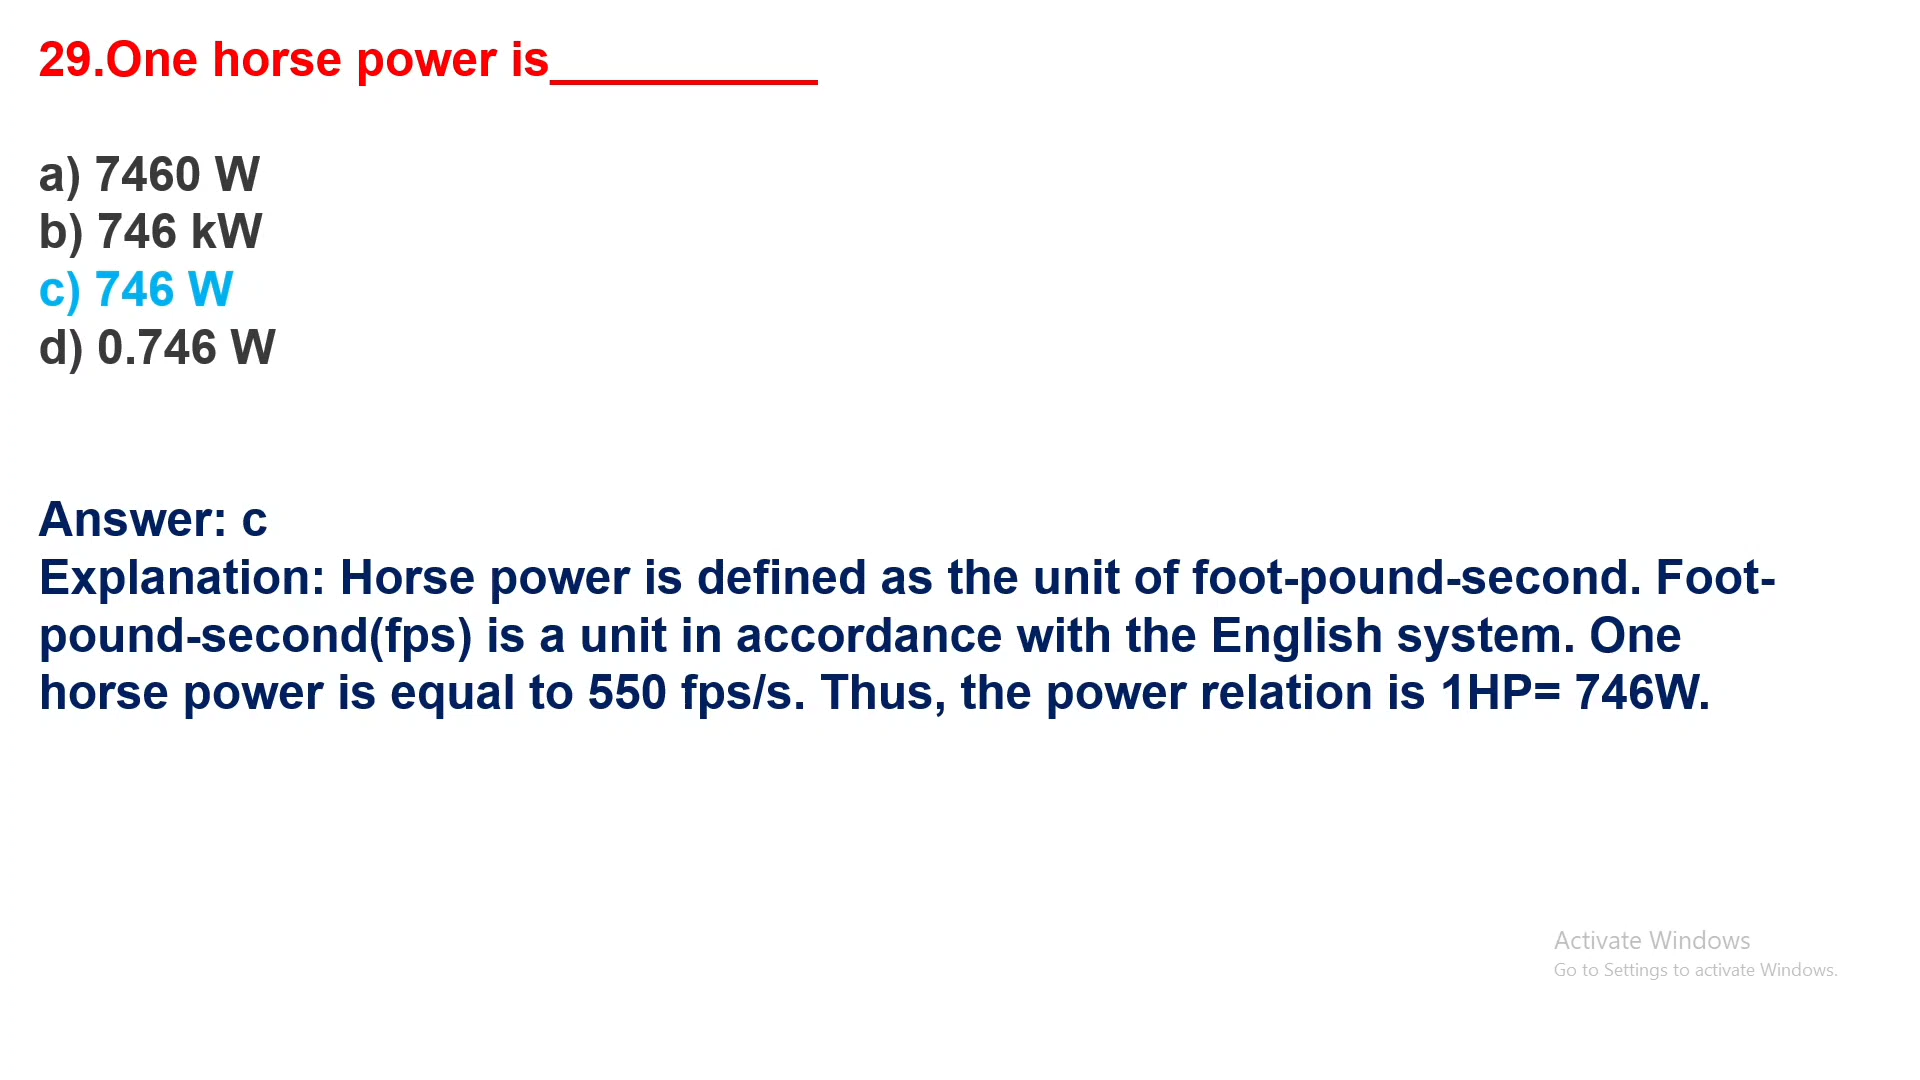 29.One horse power is__________
a) 7460 W
b) 746 kW
c) 746 W
d) 0.746 W
Answer: c
Explanation: Horse power is defined as the unit of foot-pound-second. Foot-
pound-second(fps) is a unit in accordance with the English system. One
horse power is equal to 550 fps/s. Thus, the power relation is 1HP= 746W.
Activate Windows
Go to Settings to activate Windows.